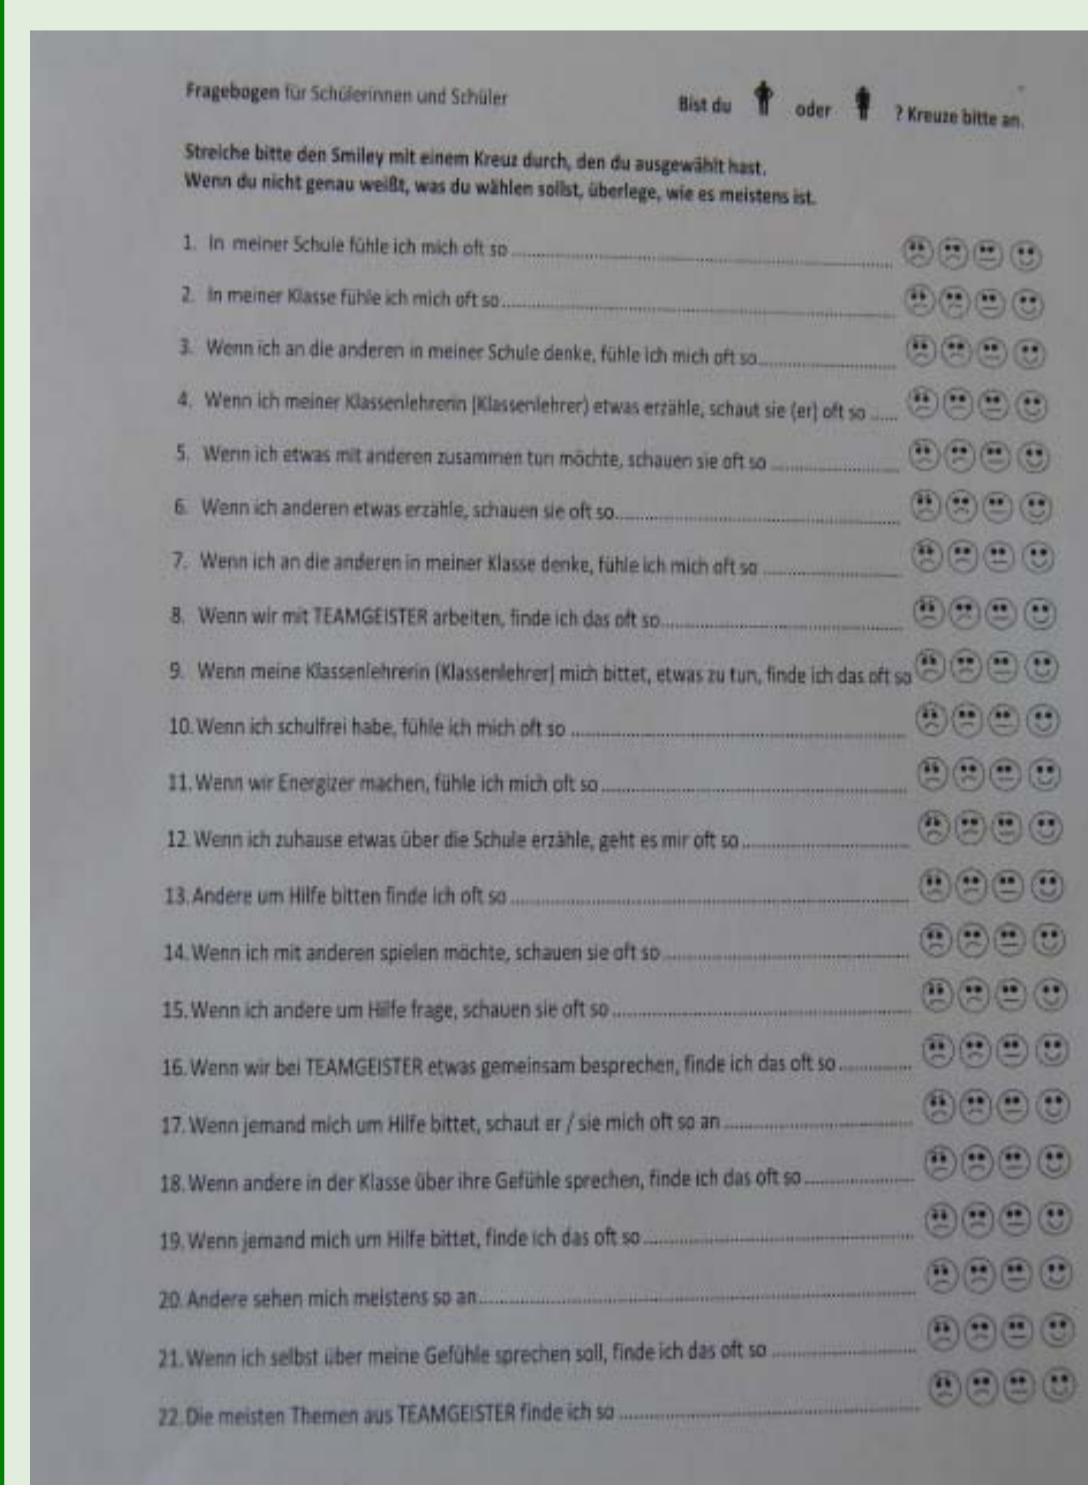 Fragebogen für Schülerinnen und Schüler
Bist du oder ? Kreuze bitte an.
Streiche bitte den Smiley mit einem Kreuz durch, den du ausgewählt hast.
Wenn du nicht genau weißt, was du wählen sollst, überlege, wie es meistens ist.
1. In meiner Schule fühle ich mich oft so
2. In meiner Klasse fühle ich mich oft so
3. Wenn ich an die anderen in meiner Schule denke, fühle ich mich oft so
4. Wenn ich meiner Klassenlehrerin (Klassenlehrer) etwas erzähle, schaut sie (er) oft so
5. Wenn ich etwas mit anderen zusammen tun möchte, schauen sie oft so
6. Wenn ich anderen etwas erzähle, schauen sie oft so
7. Wenn ich an die anderen in meiner Klasse denke, fühle ich mich oft so
8. Wenn wir mit TEAMGEISTER arbeiten, finde ich das oft so
9. Wenn meine Klassenlehrerin (Klassenlehrer) mich bittet, etwas zu tun, finde ich das oft so
10. Wenn ich schulfrei habe, fühle ich mich oft so
11. Wenn wir Energizer machen, fühle ich mich oft so
12. Wenn ich zuhause etwas über die Schule erzähle, geht es mir oft so
13. Andere um Hilfe bitten finde ich oft so
14. Wenn ich mit anderen spielen möchte, schauen sie oft so
15. Wenn ich andere um Hilfe frage, schauen sie oft so
16. Wenn wir bei TEAMGEISTER etwas gemeinsam besprechen, finde ich das oft so
17. Wenn jemand mich um Hilfe bittet, schaut er / sie mich oft so an
18. Wenn andere in der Klasse über ihre Gefühle sprechen, finde ich das oft so
19. Wenn jemand mich um Hilfe bittet, finde ich das oft so
20. Andere sehen mich meistens so an
21. Wenn ich selbst über meine Gefühle sprechen soll, finde ich das oft so
22. Die meisten Themen aus TEAMGEISTER finde ich so